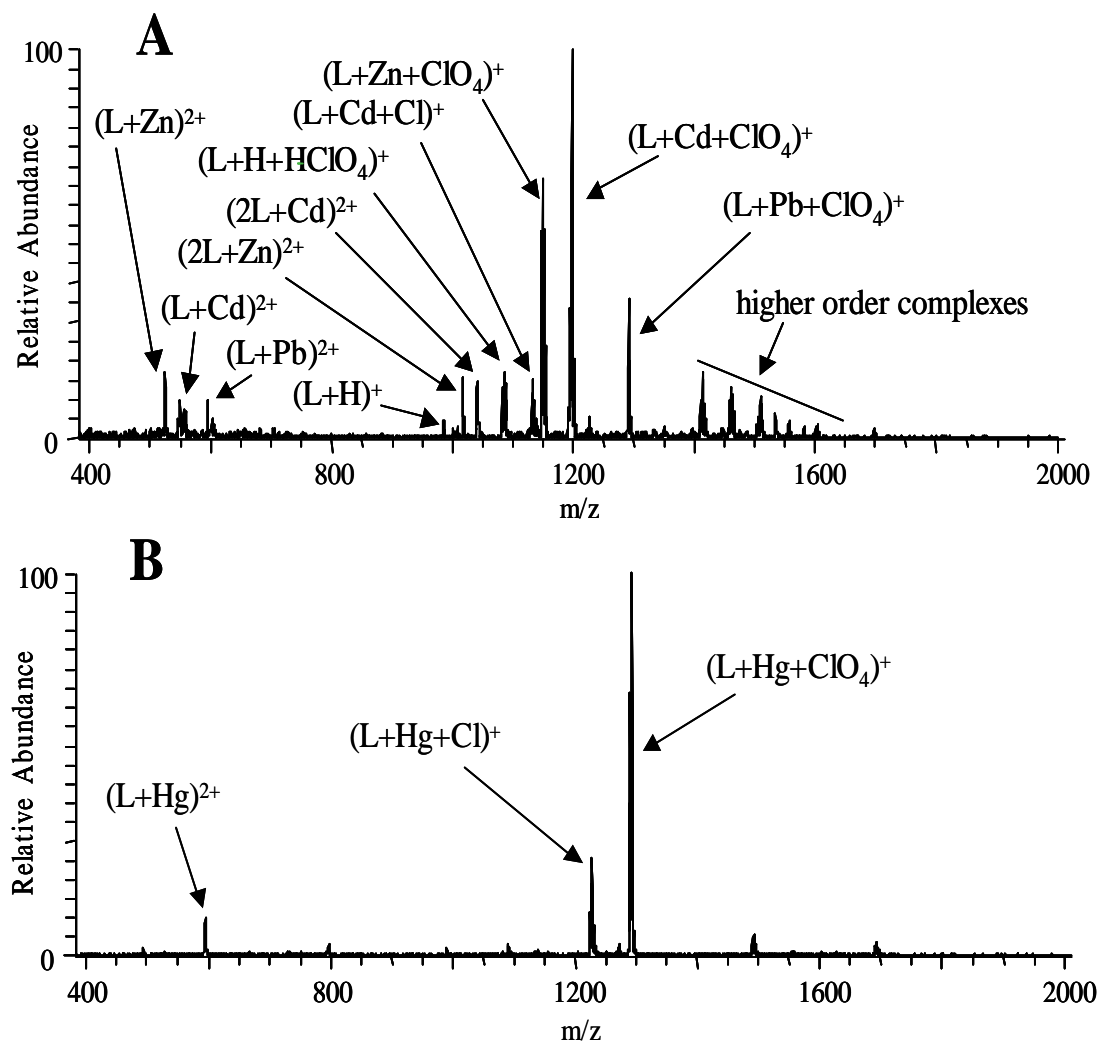 A
100
(L+Zn+ClO₄)⁺
(L+Zn)²⁺
(L+Cd+Cl)⁺
(L+Cd+ClO₄)⁺
(L+H+HClO₄)⁺
(L+Pb+ClO₄)⁺
(2L+Cd)²⁺
(2L+Zn)²⁺
(L+Cd)²⁺
higher order complexes
(L+Pb)²⁺
(L+H)⁺
Relative Abundance
0
400 800 1200 1600 2000
m/z
B
100
(L+Hg+ClO₄)⁺
(L+Hg+Cl)⁺
(L+Hg)²⁺
Relative Abundance
0
400 800 1200 1600 2000
m/z